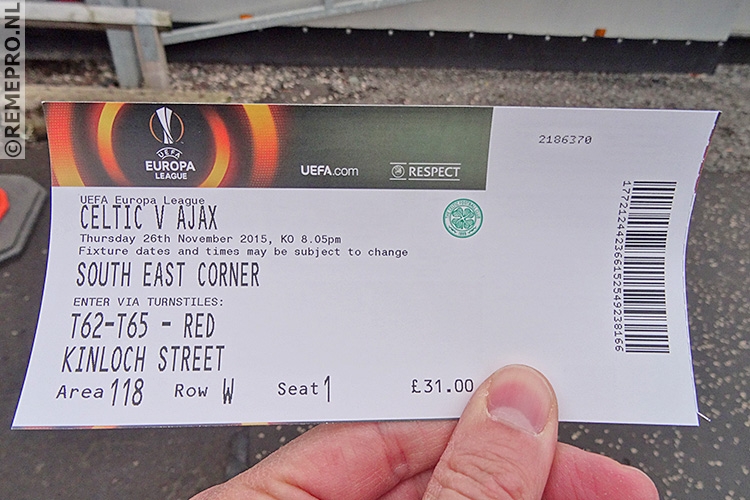 ©REMEPRO.NL
EUROPA
LEAGUE
UEFA.com
RESPECT
2186370
UEFA Europa League
CELTIC V AJAX
Thursday 26th November 2015, KO 8.05pm
Fixture dates and times may be subject to change
SOUTH EAST CORNER
ENTER VIA TURNSTILES:
T62-T65 - RED
KINLOCH STREET
Area 118 Row W Seat 1 £31.00